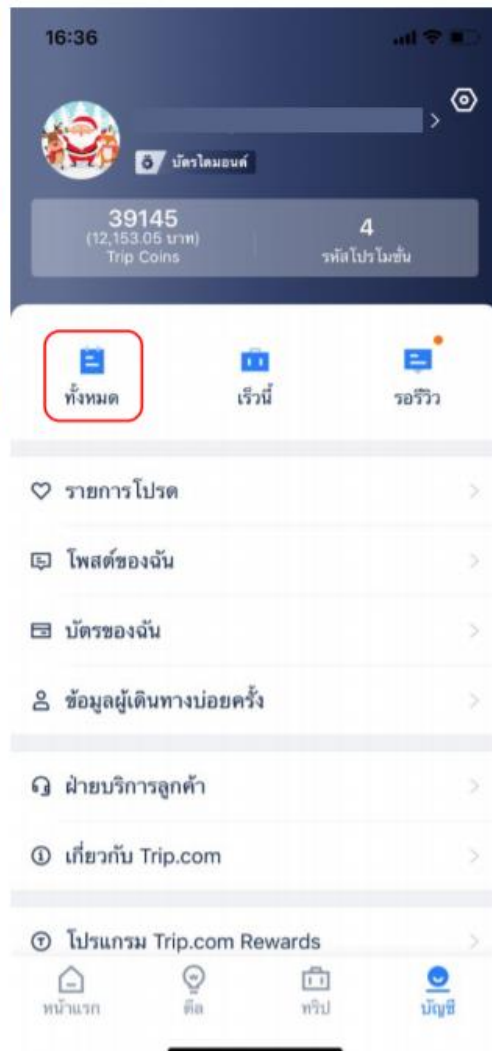 16:36
บัตรไดมอนด์
39145
(12,153.05 บาท)
Trip Coins
4
รหัสโปรโมชั่น
ทั้งหมด
เร็วนี้
รอรีวิว
รายการโปรด
โพสต์ของฉัน
บัตรของฉัน
ข้อมูลผู้เดินทางบ่อยครั้ง
ฝ่ายบริการลูกค้า
เกี่ยวกับ Trip.com
โปรแกรม Trip.com Rewards
หน้าแรก
ดีล
ทริป
บัญชี